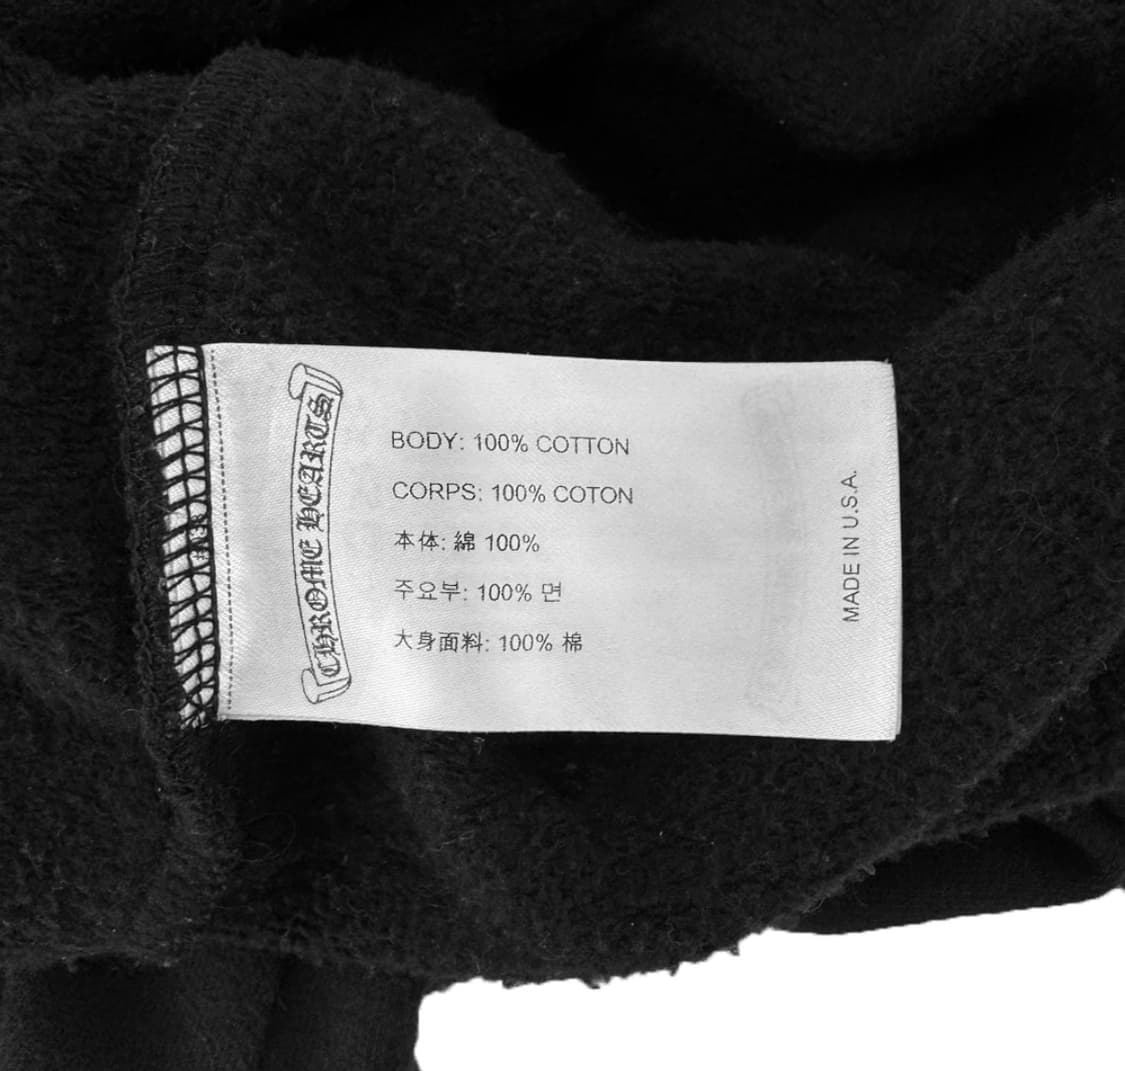 CHROME HEARTS
BODY: 100% COTTON
CORPS: 100% COTON
本体: 綿 100%
주요부: 100% 면
大身面料: 100% 棉
MADE IN U.S.A.